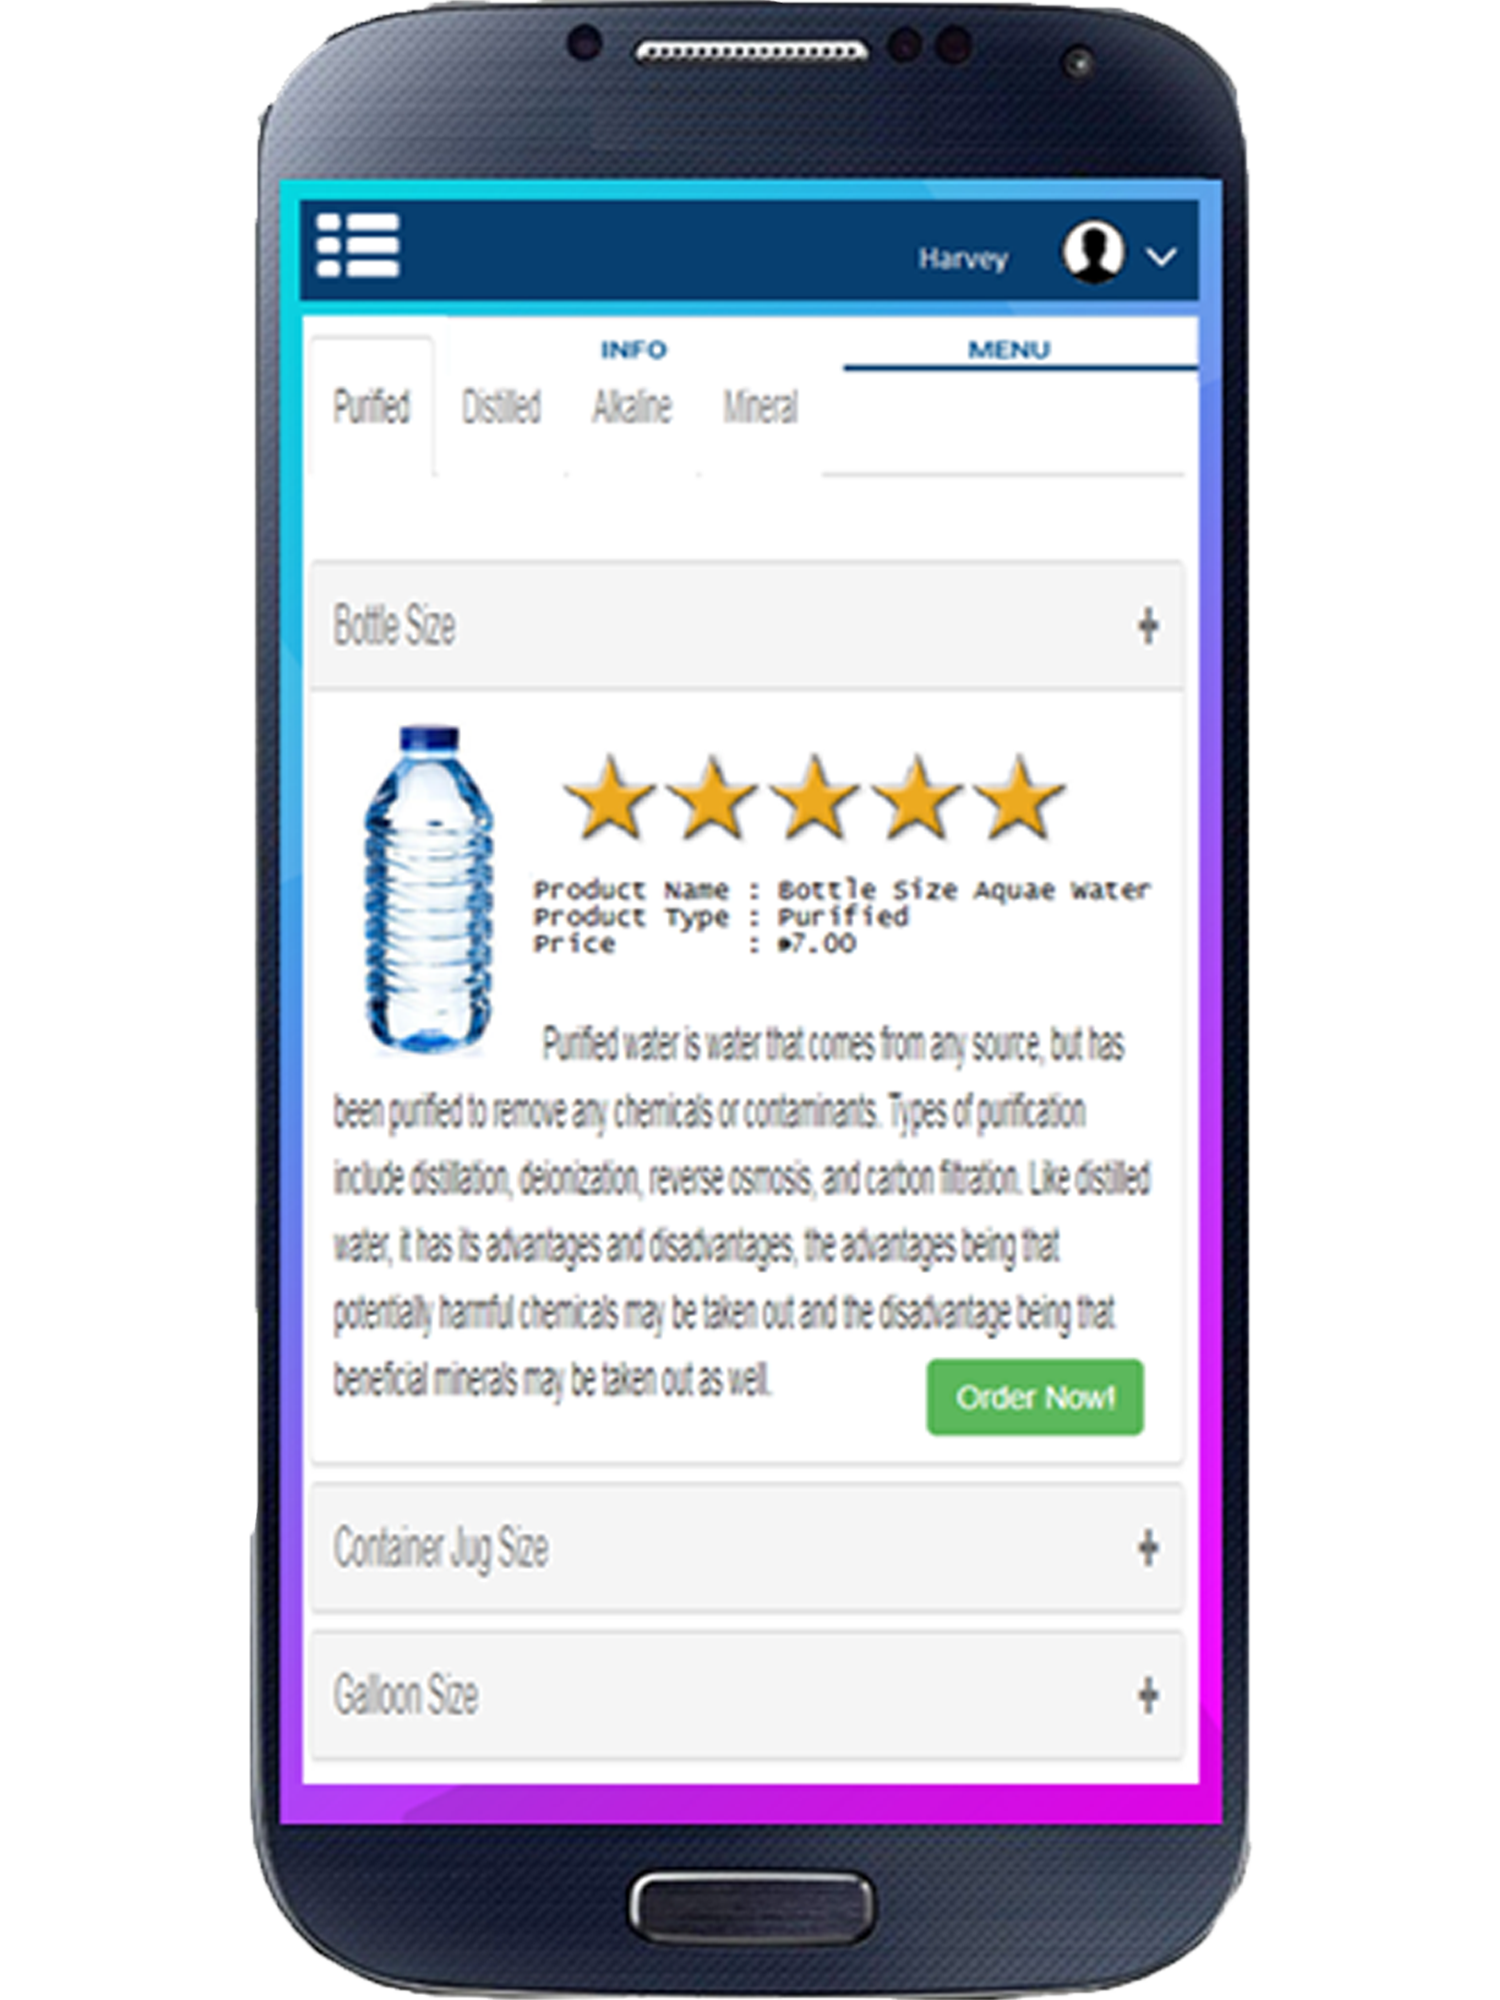 Harvey
INFO MENU
Purified Distilled Alkaline Mineral
Bottle Size +
Product Name : Bottle Size Aquae Water
Product Type : Purified
Price : ₱7.00
Purified water is water that comes from any source, but has
been purified to remove any chemicals or contaminants. Types of purification
include distillation, deionization, reverse osmosis, and carbon filtration. Like distilled
water, it has its advantages and disadvantages, the advantages being that
potentially harmful chemicals may be taken out and the disadvantage being that
beneficial minerals may be taken out as well.
Order Now!
Container Jug Size +
Galloon Size +